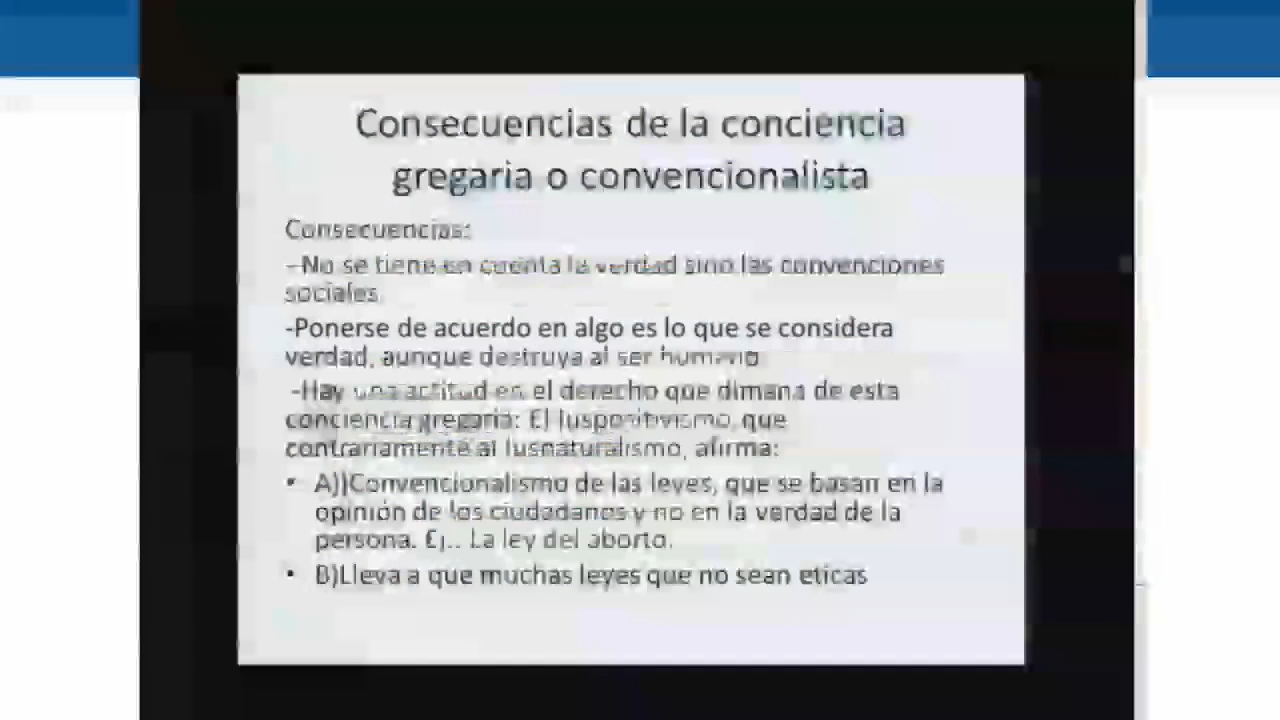 Consecuencias de la conciencia
gregaria o convencionalista
Consecuencias:
-No se tiene en cuenta la verdad sino las convenciones
sociales.
-Ponerse de acuerdo en algo es lo que se considera
verdad, aunque destruya al ser humano
-Hay una actitud en el derecho que dimana de esta
conciencia gregaria: El Iuspositivismo, que
contrariamente al Iusnaturalismo, afirma:
• A))Convencionalismo de las leyes, que se basan en la
opinión de los ciudadanos y no en la verdad de la
persona. Ej.. La ley del aborto.
• B)Lleva a que muchas leyes que no sean eticas